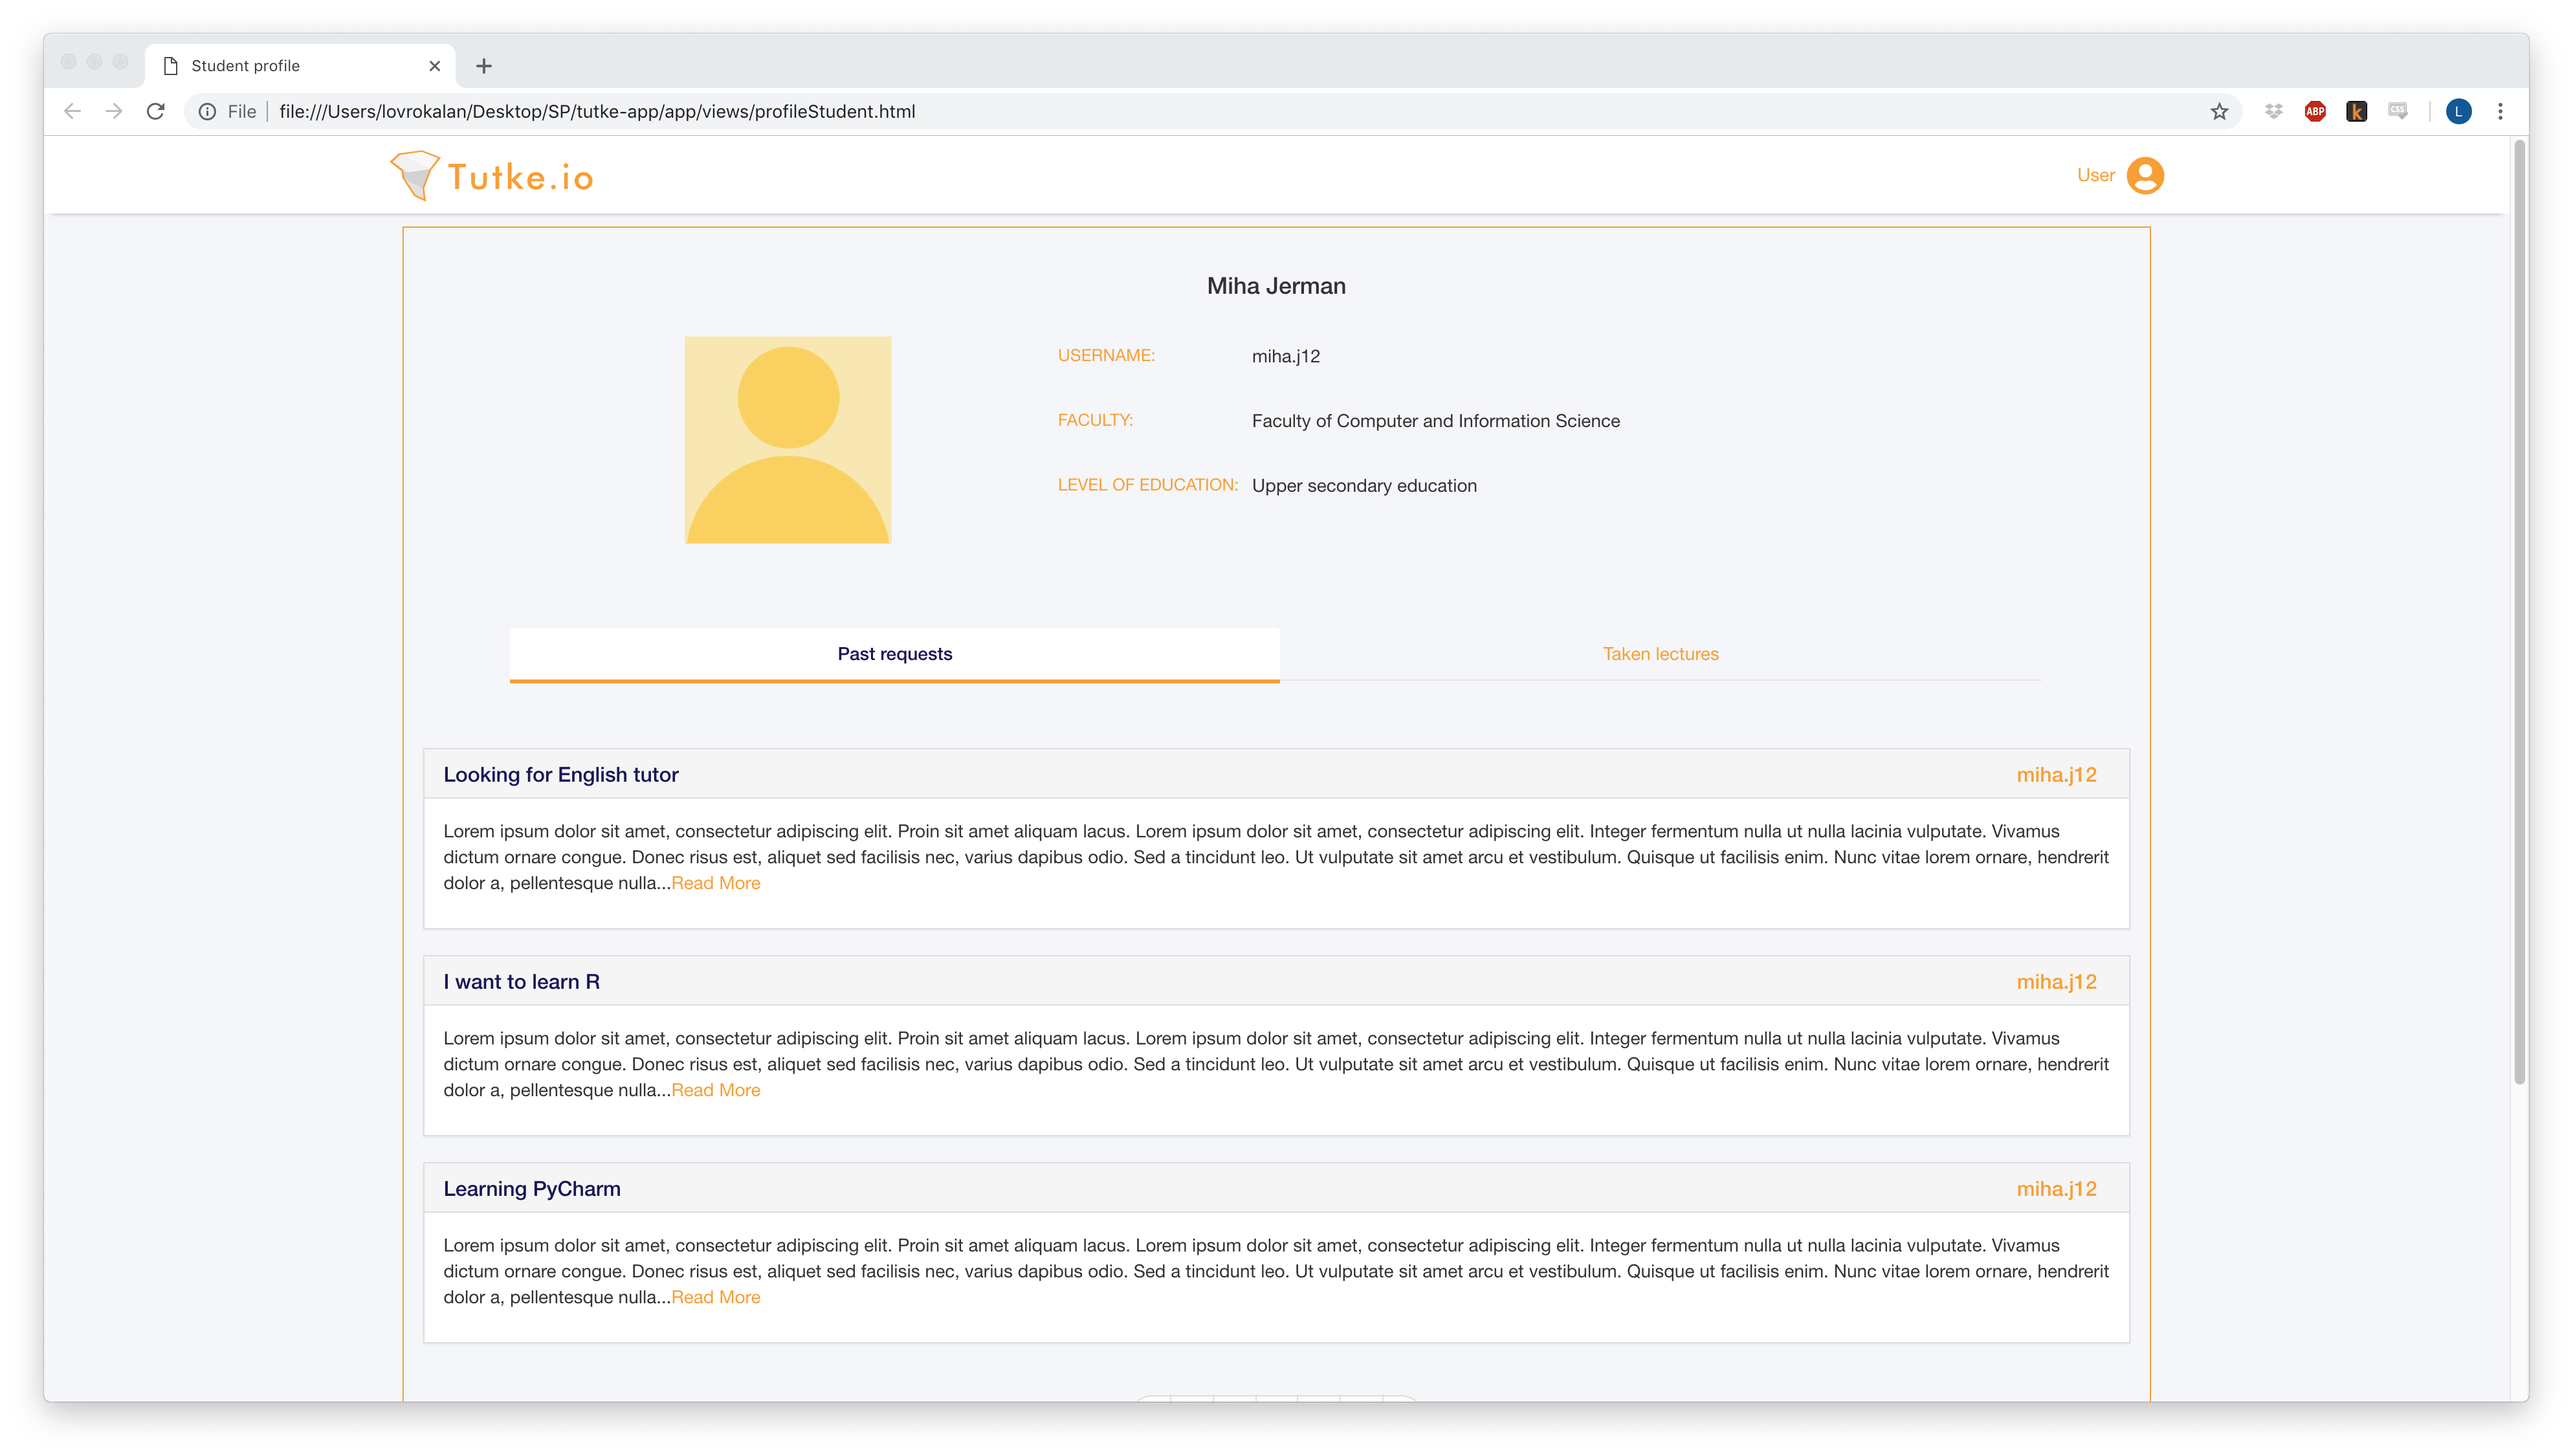 Student profile
File
file:///Users/lovrokalan/Desktop/SP/tutke-app/app/views/profileStudent.html
ABP
k
CSS
L
Tutke.io
User
Miha Jerman
USERNAME: miha.j12
FACULTY: Faculty of Computer and Information Science
LEVEL OF EDUCATION: Upper secondary education
Past requests
Taken lectures
Looking for English tutor
miha.j12
Lorem ipsum dolor sit amet, consectetur adipiscing elit. Proin sit amet aliquam lacus. Lorem ipsum dolor sit amet, consectetur adipiscing elit. Integer fermentum nulla ut nulla lacinia vulputate. Vivamus
dictum ornare congue. Donec risus est, aliquet sed facilisis nec, varius dapibus odio. Sed a tincidunt leo. Ut vulputate sit amet arcu et vestibulum. Quisque ut facilisis enim. Nunc vitae lorem ornare, hendrerit
dolor a, pellentesque nulla...Read More
I want to learn R
miha.j12
Lorem ipsum dolor sit amet, consectetur adipiscing elit. Proin sit amet aliquam lacus. Lorem ipsum dolor sit amet, consectetur adipiscing elit. Integer fermentum nulla ut nulla lacinia vulputate. Vivamus
dictum ornare congue. Donec risus est, aliquet sed facilisis nec, varius dapibus odio. Sed a tincidunt leo. Ut vulputate sit amet arcu et vestibulum. Quisque ut facilisis enim. Nunc vitae lorem ornare, hendrerit
dolor a, pellentesque nulla...Read More
Learning PyCharm
miha.j12
Lorem ipsum dolor sit amet, consectetur adipiscing elit. Proin sit amet aliquam lacus. Lorem ipsum dolor sit amet, consectetur adipiscing elit. Integer fermentum nulla ut nulla lacinia vulputate. Vivamus
dictum ornare congue. Donec risus est, aliquet sed facilisis nec, varius dapibus odio. Sed a tincidunt leo. Ut vulputate sit amet arcu et vestibulum. Quisque ut facilisis enim. Nunc vitae lorem ornare, hendrerit
dolor a, pellentesque nulla...Read More